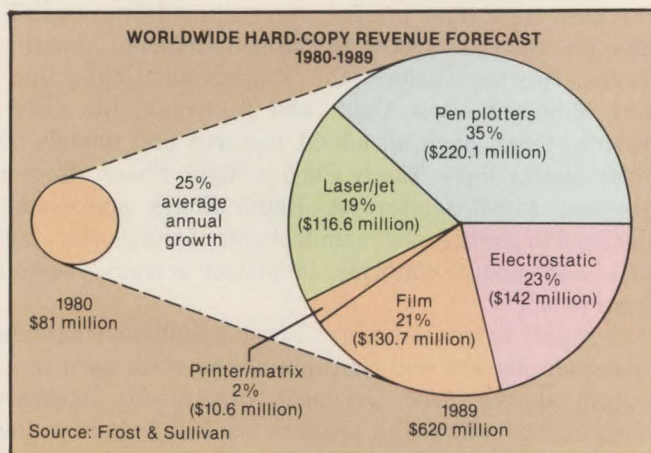 WORLDWIDE HARD-COPY REVENUE FORECAST
1980-1989
Pen plotters
35%
($220.1 million)
25%
average
annual
growth
Laser/jet
19%
($116.6 million)
Electrostatic
23%
($142 million)
Film
21%
($130.7 million)
1980
$81 million
Printer/matrix
2%
($10.6 million)
1989
$620 million
Source: Frost & Sullivan